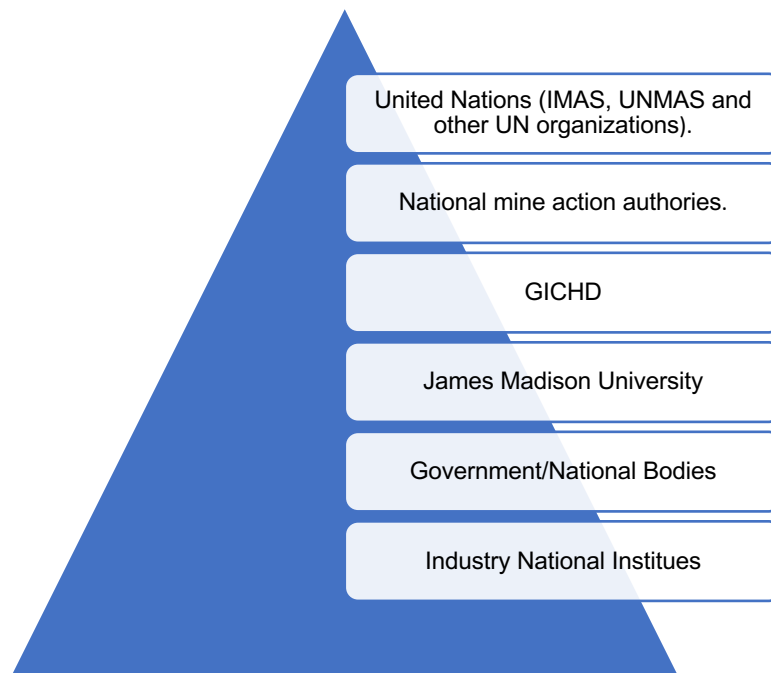 United Nations (IMAS, UNMAS and
other UN organizations).
National mine action authories.
GICHD
James Madison University
Government/National Bodies
Industry National Institues